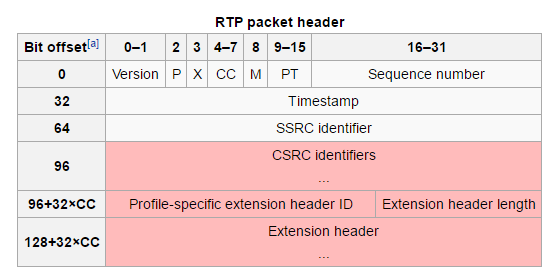 RTP packet header
Bit offset[a] 0–1 2 3 4–7 8 9–15 16–31
0 Version P X CC M PT Sequence number
32 Timestamp
64 SSRC identifier
96 CSRC identifiers
...
96+32×CC Profile-specific extension header ID Extension header length
128+32×CC Extension header
...